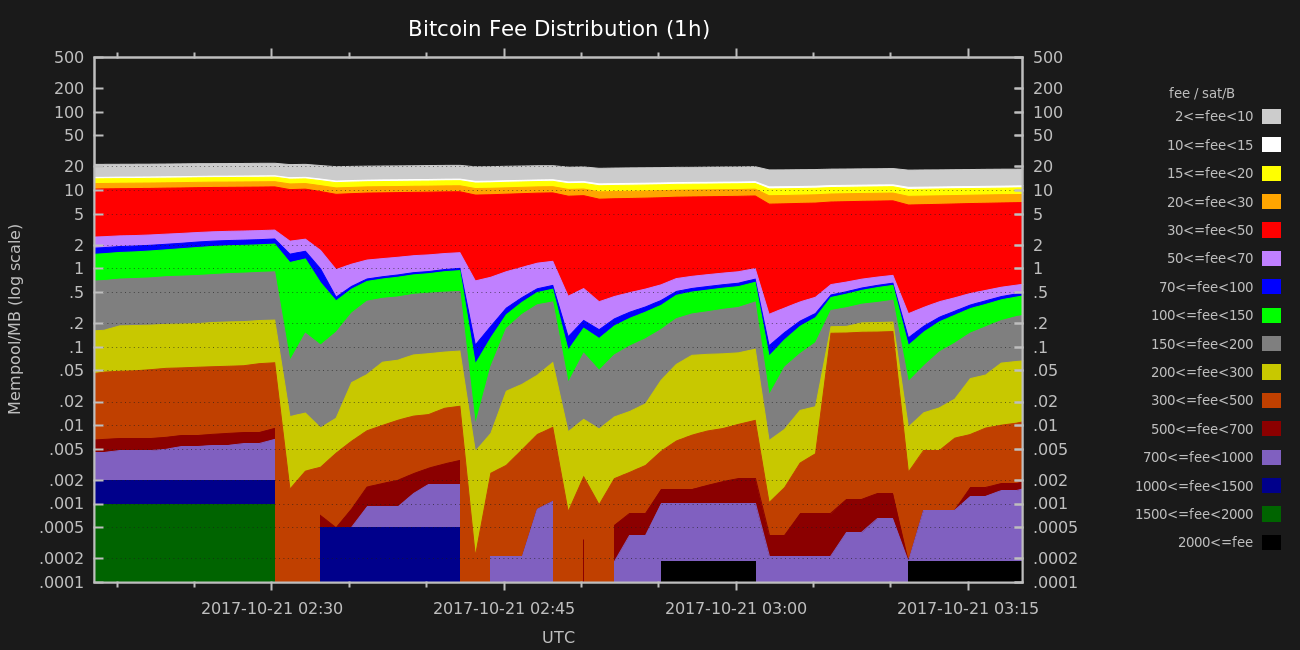 Bitcoin Fee Distribution (1h)
500
200
100
50
20
10
5
2
1
.5
.2
.1
.05
.02
.01
.005
.002
.001
.0005
.0002
.0001
Mempool/MB (log scale)
500
200
100
50
20
10
5
2
1
.5
.2
.1
.05
.02
.01
.005
.002
.001
.0005
.0002
.0001
2017-10-21 02:30
2017-10-21 02:45
2017-10-21 03:00
2017-10-21 03:15
UTC
fee / sat/B
2<=fee<10
10<=fee<15
15<=fee<20
20<=fee<30
30<=fee<50
50<=fee<70
70<=fee<100
100<=fee<150
150<=fee<200
200<=fee<300
300<=fee<500
500<=fee<700
700<=fee<1000
1000<=fee<1500
1500<=fee<2000
2000<=fee